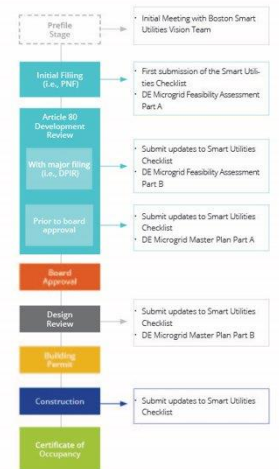 Prefile
Stage
• Initial Meeting with Boston Smart
Utilities Vision Team
Initial Filing
(i.e., PNF)
• First submission of the Smart Utili-
ties Checklist
• DE Microgrid Feasibility Assessment
Part A
Article 80
Development
Review
With major filing
(i.e., DPIR)
• Submit updates to Smart Utilities
Checklist
• DE Microgrid Feasibility Assessment
Part B
Prior to board
approval
• Submit updates to Smart Utilities
Checklist
• DE Microgrid Master Plan Part A
Board
Approval
Design
Review
• Submit updates to Smart Utilities
Checklist
• DE Microgrid Master Plan Part B
Building
Permit
Construction
• Submit updates to Smart Utilities
Checklist
Certificate of
Occupancy